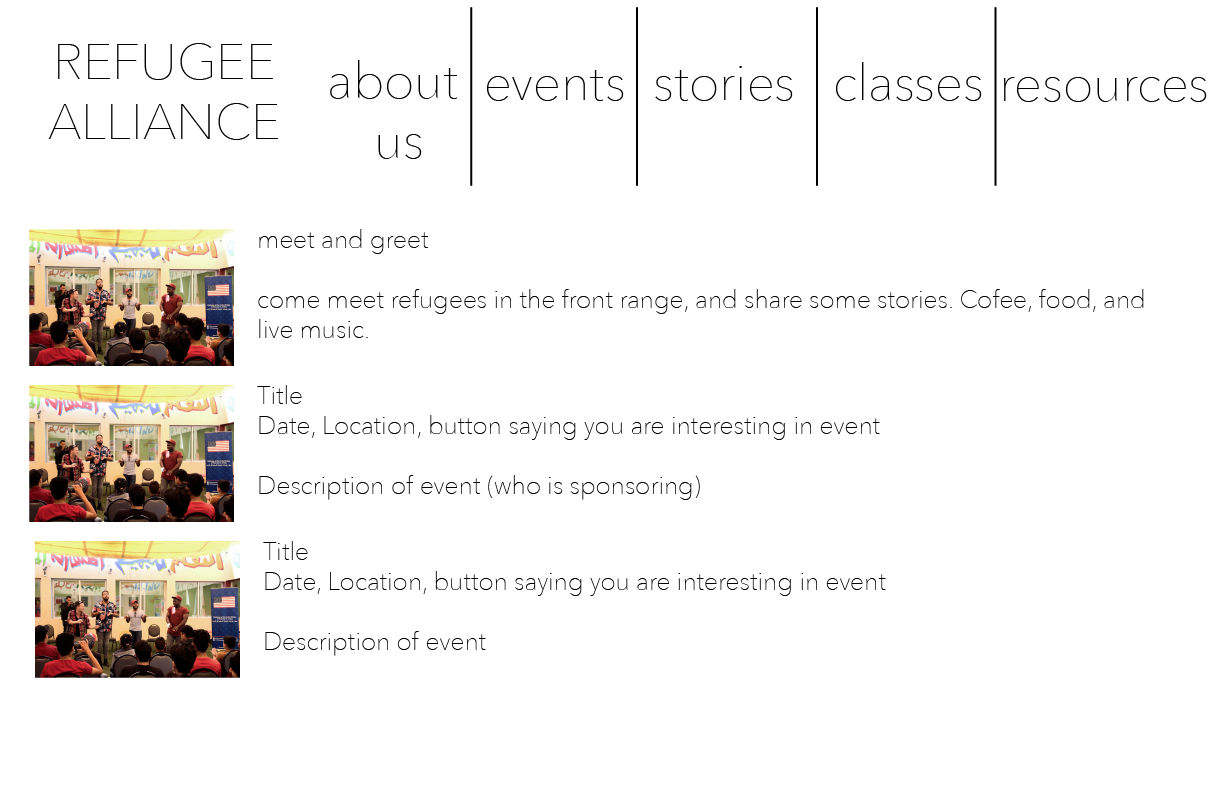 REFUGEE
ALLIANCE
about
us
events
stories
classes
resources
meet and greet
come meet refugees in the front range, and share some stories. Cofee, food, and
live music.
Title
Date, Location, button saying you are interesting in event
Description of event (who is sponsoring)
Title
Date, Location, button saying you are interesting in event
Description of event